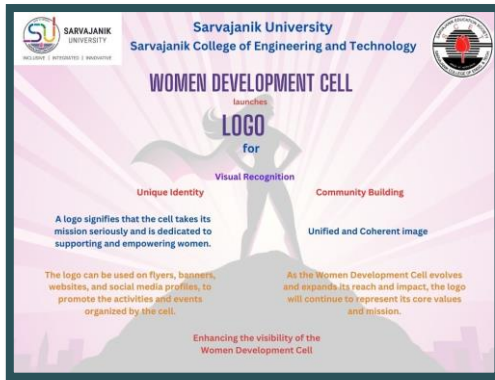 SU SARVAJANIK
UNIVERSITY
INCLUSIVE | INTEGRATED | INNOVATIVE
Sarvajanik University
Sarvajanik College of Engineering and Technology
WOMEN DEVELOPMENT CELL
launches
LOGO
for
Visual Recognition
Unique Identity
Community Building
A logo signifies that the cell takes its
mission seriously and is dedicated to
supporting and empowering women.
Unified and Coherent image
The logo can be used on flyers, banners,
websites, and social media profiles, to
promote the activities and events
organized by the cell.
As the Women Development Cell evolves
and expands its reach and impact, the logo
will continue to represent its core values
and mission.
Enhancing the visibility of the
Women Development Cell